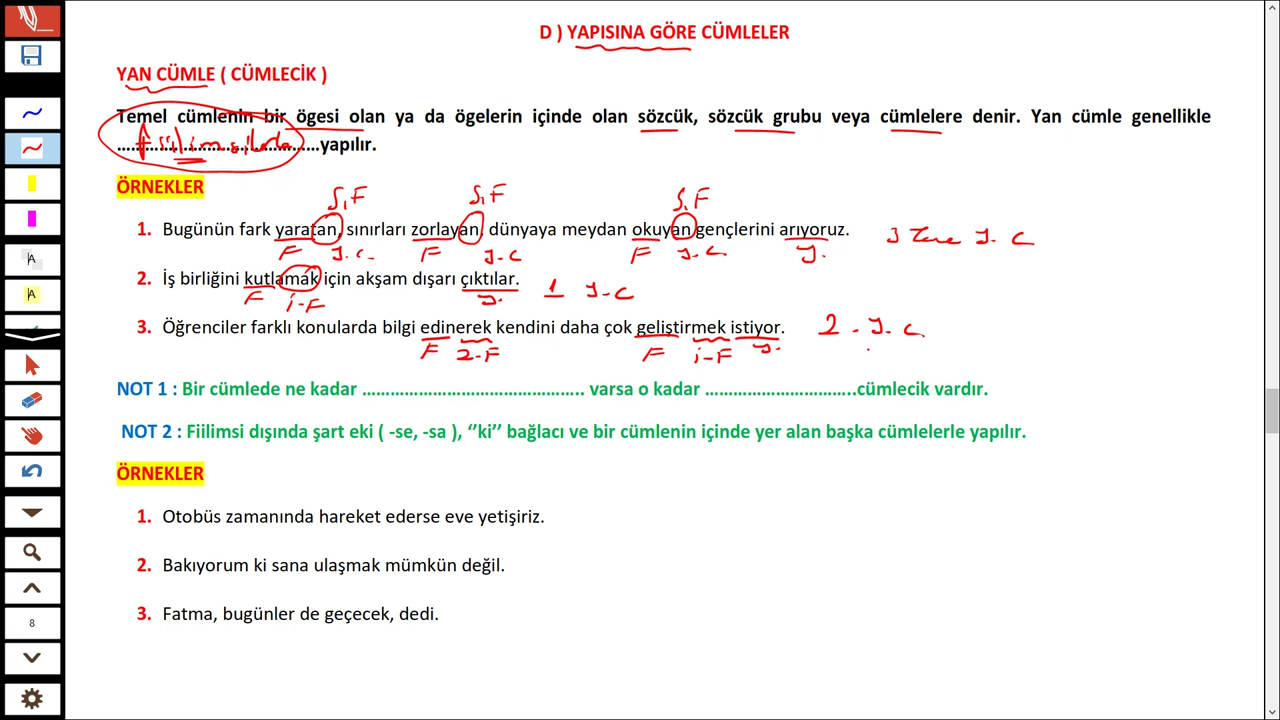 D ) YAPISINA GÖRE CÜMLELER
YAN CÜMLE ( CÜMLECİK )
Temel cümlenin bir ögesi olan ya da ögelerin içinde olan sözcük, sözcük grubu veya cümlelere denir. Yan cümle genellikle
fiilimsilerle yapılır.
ÖRNEKLER
S.F S.F S.F
1. Bugünün fark yaratan, sınırları zorlayan, dünyaya meydan okuyan gençlerini arıyoruz. 3 tane y. c
F y.c. F y.c F y.c y.
2. İş birliğini kutlamak için akşam dışarı çıktılar. 1 y-c
F i-F y.
3. Öğrenciler farklı konularda bilgi edinerek kendini daha çok geliştirmek istiyor. 2 - y- c
F Z-F F i-F y.
NOT 1 : Bir cümlede ne kadar ………………………………………. varsa o kadar …………………………..cümlecik vardır.
NOT 2 : Fiilimsi dışında şart eki ( -se, -sa ), ‘’ki’’ bağlacı ve bir cümlenin içinde yer alan başka cümlelerle yapılır.
ÖRNEKLER
1. Otobüs zamanında hareket ederse eve yetişiriz.
2. Bakıyorum ki sana ulaşmak mümkün değil.
3. Fatma, bugünler de geçecek, dedi.
A
A
8